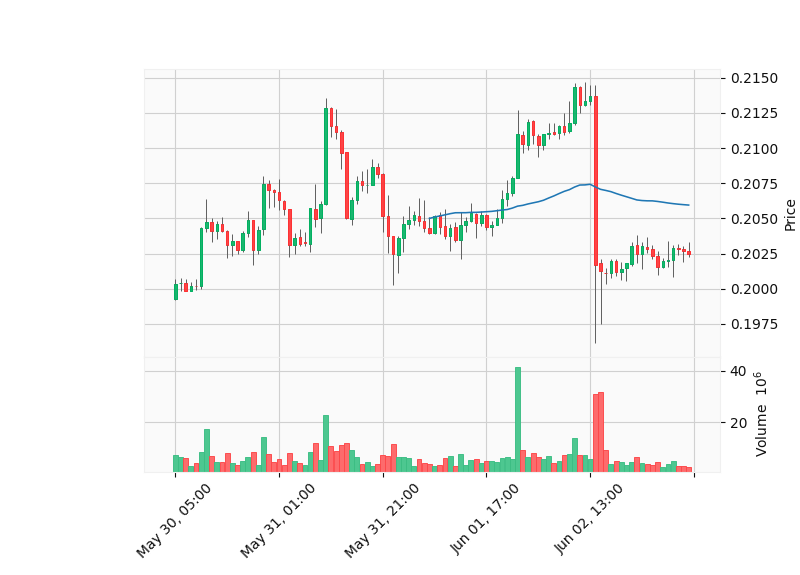 0.2150
0.2125
0.2100
0.2075
0.2050
0.2025
0.2000
0.1975
Price
40
20
Volume 10^6
May 30, 05:00
May 31, 01:00
May 31, 21:00
Jun 01, 17:00
Jun 02, 13:00